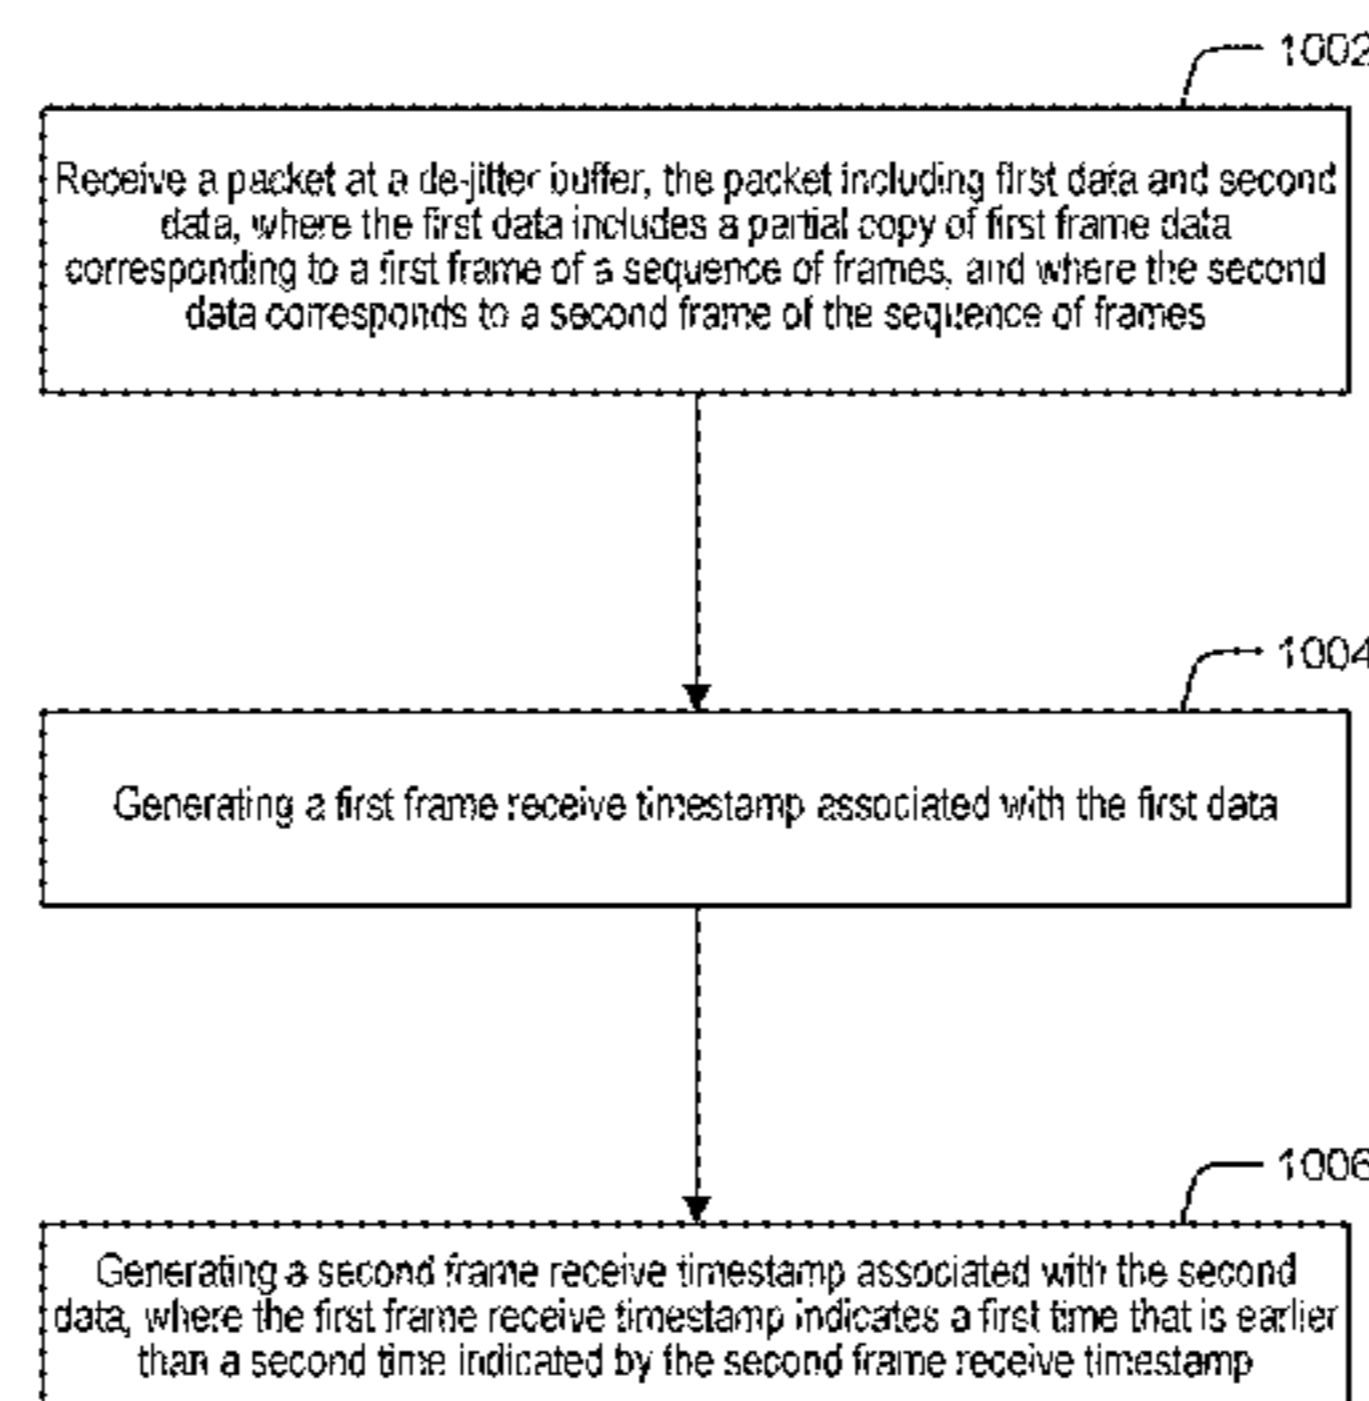 1002
Receive a packet at a de-jitter buffer, the packet including first data and second
data, where the first data includes a partial copy of first frame data
corresponding to a first frame of a sequence of frames, and where the second
data corresponds to a second frame of the sequence of frames
1004
Generating a first frame receive timestamp associated with the first data
1006
Generating a second frame receive timestamp associated with the second
data, where the first frame receive timestamp indicates a first time that is earlier
than a second time indicated by the second frame receive timestamp